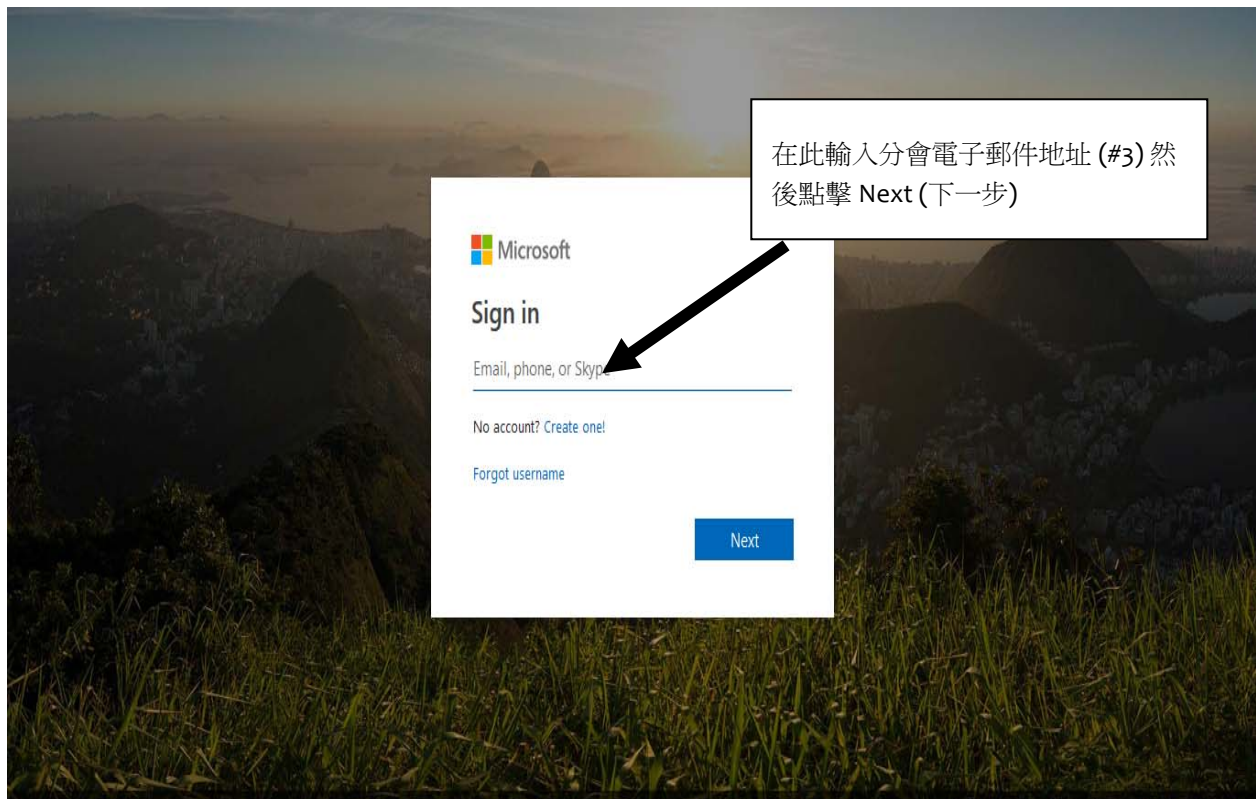 在此輸入分會電子郵件地址 (#3) 然
後點擊 Next (下一步)
Microsoft
Sign in
Email, phone, or Skype
No account? Create one!
Forgot username
Next